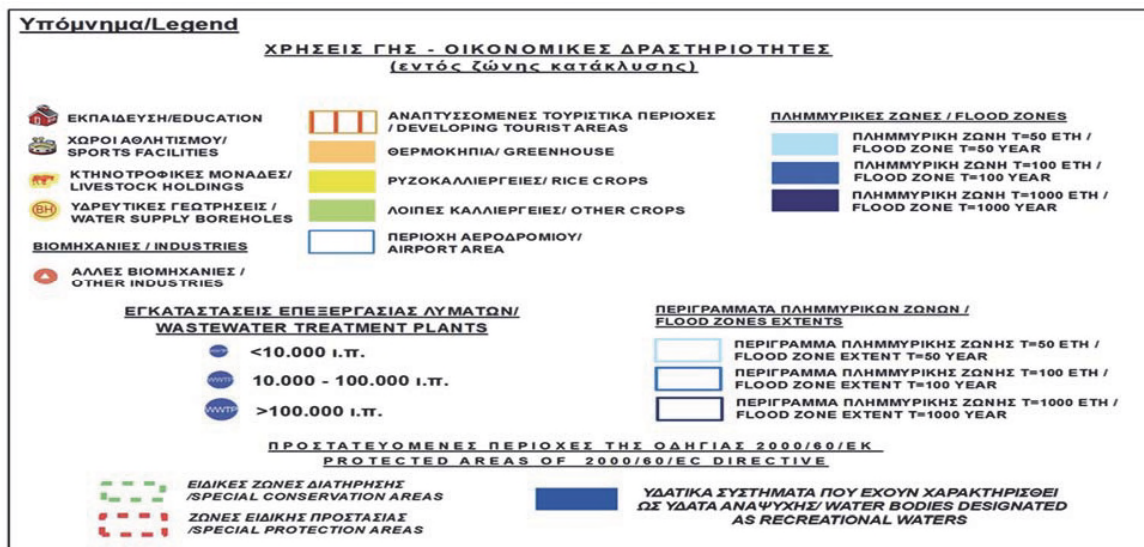 Υπόμνημα/Legend
ΧΡΗΣΕΙΣ ΓΗΣ - ΟΙΚΟΝΟΜΙΚΕΣ ΔΡΑΣΤΗΡΙΟΤΗΤΕΣ
(εντός ζώνης κατάκλυσης)
ΕΚΠΑΙΔΕΥΣΗ/EDUCATION
ΧΩΡΟΙ ΑΘΛΗΤΙΣΜΟΥ/
SPORTS FACILITIES
ΚΤΗΝΟΤΡΟΦΙΚΕΣ ΜΟΝΑΔΕΣ/
LIVESTOCK HOLDINGS
BH
ΥΔΡΕΥΤΙΚΕΣ ΓΕΩΤΡΗΣΕΙΣ /
WATER SUPPLY BOREHOLES
ΒΙΟΜΗΧΑΝΙΕΣ / INDUSTRIES
ΑΛΛΕΣ ΒΙΟΜΗΧΑΝΙΕΣ /
OTHER INDUSTRIES
ΑΝΑΠΤΥΣΣΟΜΕΝΕΣ ΤΟΥΡΙΣΤΙΚΑ ΠΕΡΙΟΧΕΣ
/ DEVELOPING TOURIST AREAS
ΘΕΡΜΟΚΗΠΙΑ/ GREENHOUSE
ΡΥΖΟΚΑΛΛΙΕΡΓΕΙΕΣ/ RICE CROPS
ΛΟΙΠΕΣ ΚΑΛΛΙΕΡΓΕΙΕΣ/ OTHER CROPS
ΠΕΡΙΟΧΗ ΑΕΡΟΔΡΟΜΙΟΥ/
AIRPORT AREA
ΠΛΗΜΜΥΡΙΚΕΣ ΖΩΝΕΣ / FLOOD ZONES
ΠΛΗΜΜΥΡΙΚΗ ΖΩΝΗ Τ=50 ΕΤΗ /
FLOOD ZONE T=50 YEAR
ΠΛΗΜΜΥΡΙΚΗ ΖΩΝΗ Τ=100 ΕΤΗ /
FLOOD ZONE T=100 YEAR
ΠΛΗΜΜΥΡΙΚΗ ΖΩΝΗ Τ=1000 ΕΤΗ /
FLOOD ZONE T=1000 YEAR
ΕΓΚΑΤΑΣΤΑΣΕΙΣ ΕΠΕΞΕΡΓΑΣΙΑΣ ΛΥΜΑΤΩΝ/
WASTEWATER TREATMENT PLANTS
WWTP
<10.000 ι.π.
WWTP
10.000 - 100.000 ι.π.
WWTP
>100.000 ι.π.
ΠΕΡΙΓΡΑΜΜΑΤΑ ΠΛΗΜΜΥΡΙΚΩΝ ΖΩΝΩΝ /
FLOOD ZONES EXTENTS
ΠΕΡΙΓΡΑΜΜΑ ΠΛΗΜΜΥΡΙΚΗΣ ΖΩΝΗΣ Τ=50 ΕΤΗ /
FLOOD ZONE EXTENT T=50 YEAR
ΠΕΡΙΓΡΑΜΜΑ ΠΛΗΜΜΥΡΙΚΗΣ ΖΩΝΗΣ Τ=100 ΕΤΗ /
FLOOD ZONE EXTENT T=100 YEAR
ΠΕΡΙΓΡΑΜΜΑ ΠΛΗΜΜΥΡΙΚΗΣ ΖΩΝΗΣ Τ=1000 ΕΤΗ /
FLOOD ZONE EXTENT T=1000 YEAR
ΠΡΟΣΤΑΤΕΥΟΜΕΝΕΣ ΠΕΡΙΟΧΕΣ ΤΗΣ ΟΔΗΓΙΑΣ 2000/60/ΕΚ
PROTECTED AREAS OF 2000/60/EC DIRECTIVE
ΕΙΔΙΚΕΣ ΖΩΝΕΣ ΔΙΑΤΗΡΗΣΗΣ
/SPECIAL CONSERVATION AREAS
ΖΩΝΕΣ ΕΙΔΙΚΗΣ ΠΡΟΣΤΑΣΙΑΣ
/SPECIAL PROTECTION AREAS
ΥΔΑΤΙΚΑ ΣΥΣΤΗΜΑΤΑ ΠΟΥ ΕΧΟΥΝ ΧΑΡΑΚΤΗΡΙΣΘΕΙ
ΩΣ ΥΔΑΤΑ ΑΝΑΨΥΧΗΣ/ WATER BODIES DESIGNATED
AS RECREATIONAL WATERS